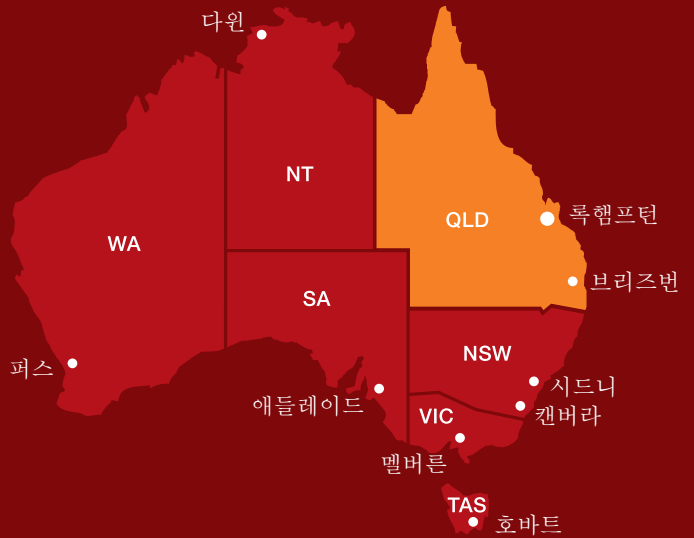 다윈
NT
QLD
록햄프턴
WA
브리즈번
SA
NSW
퍼스
시드니
애들레이드
캔버라
VIC
멜버른
TAS
호바트